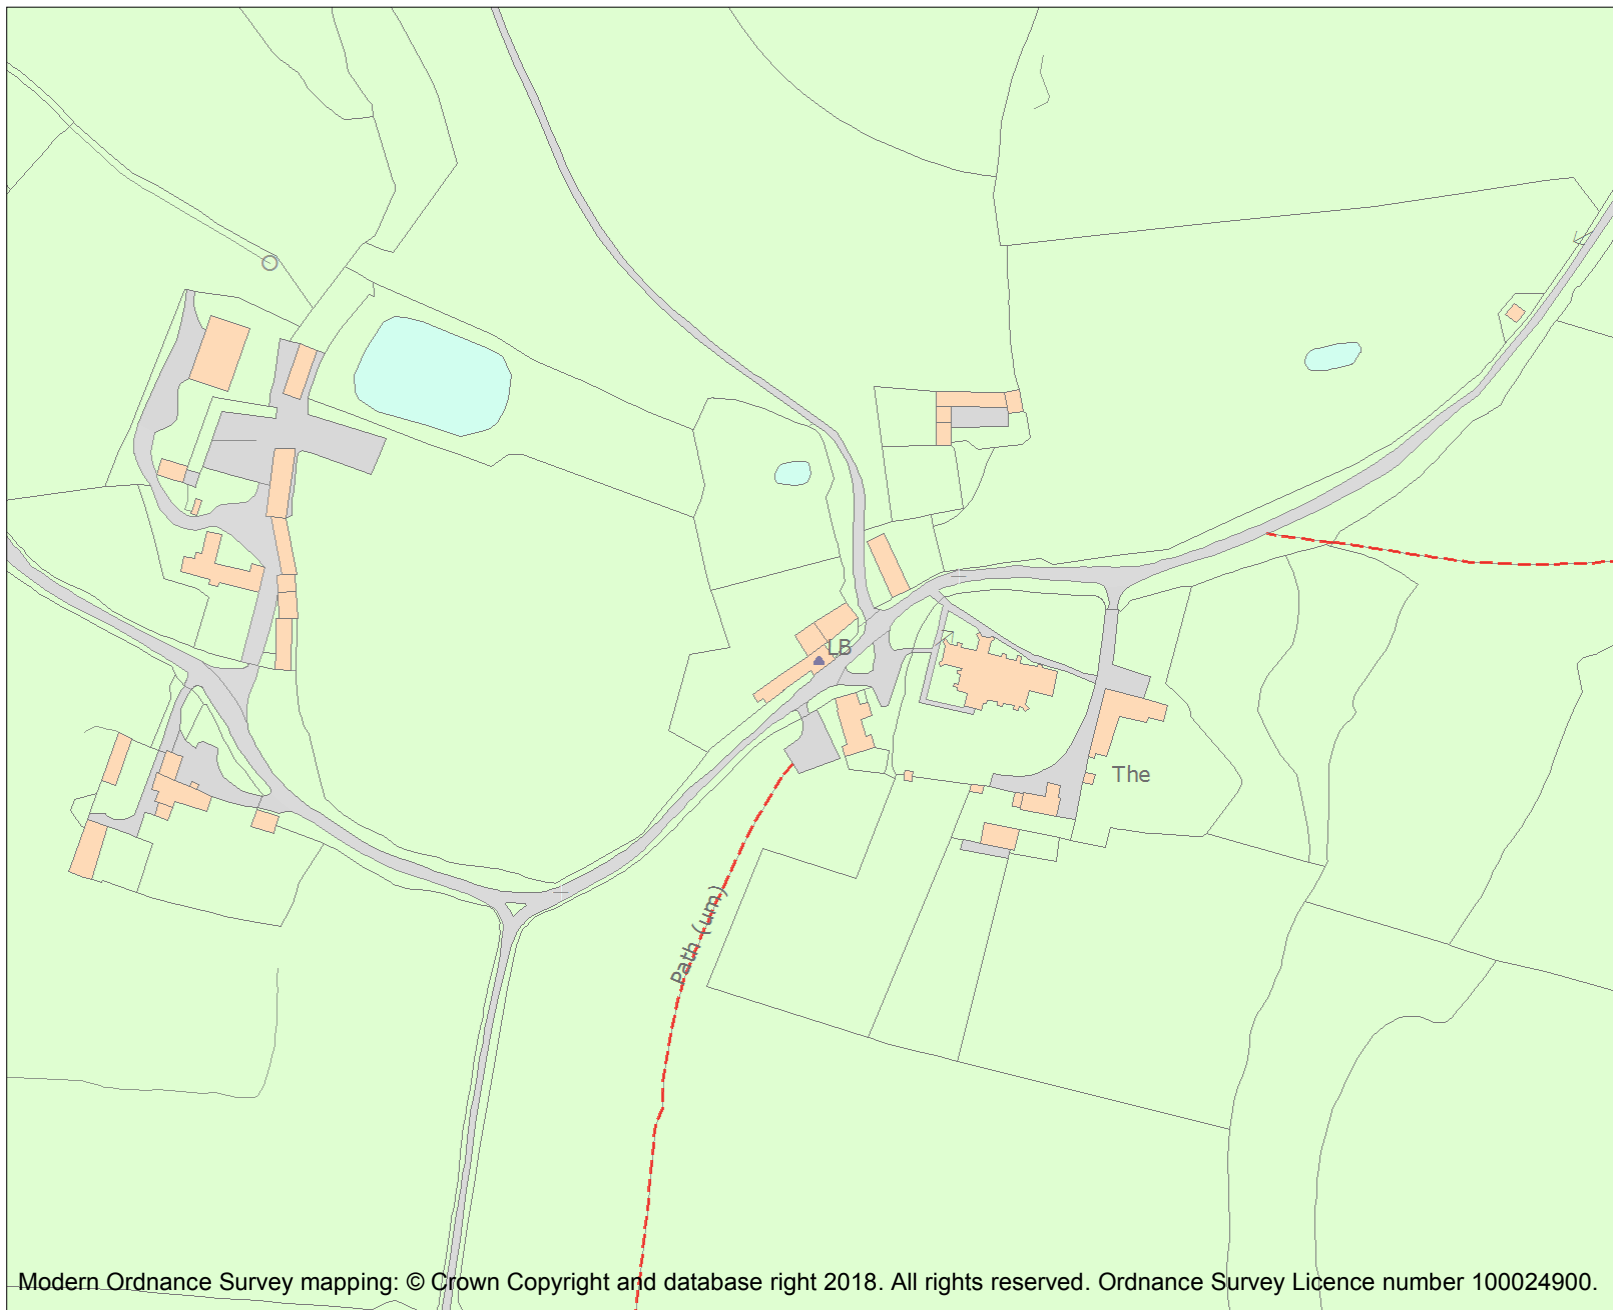 LB
The
Path (um)
Modern Ordnance Survey mapping: © Crown Copyright and database right 2018. All rights reserved. Ordnance Survey Licence number 100024900.